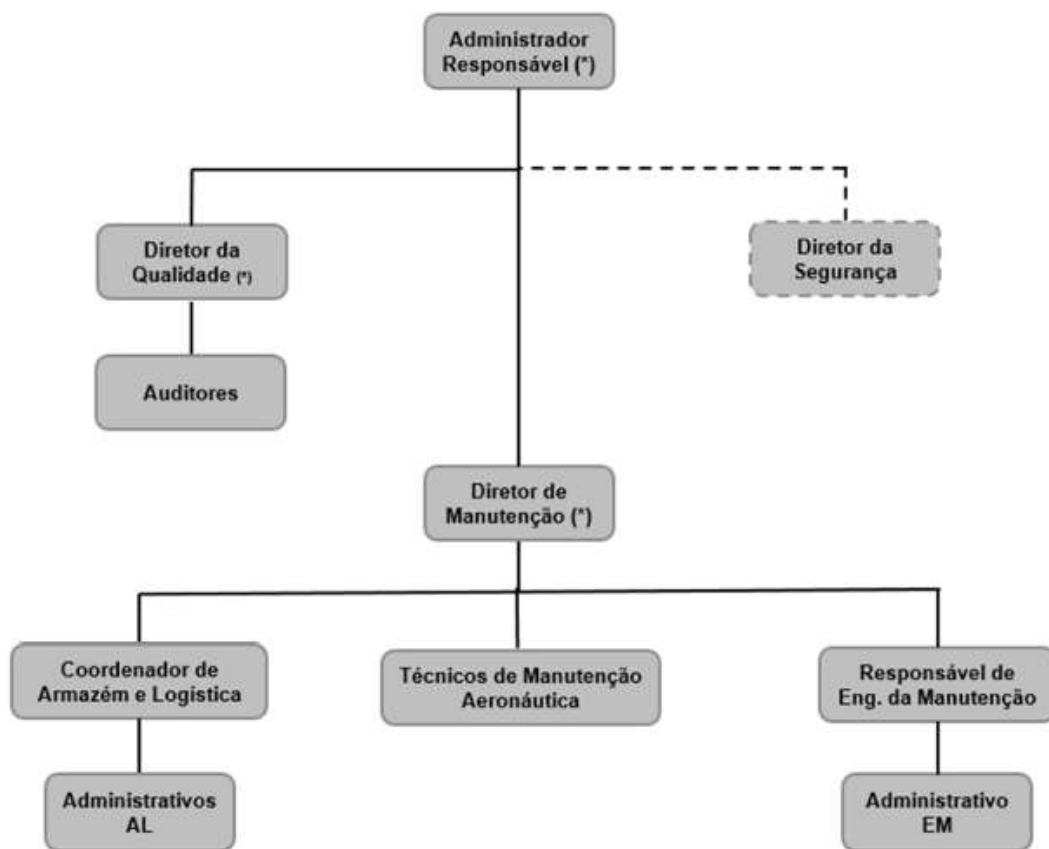 Administrador
Responsável (*)
Diretor da
Qualidade (*)
Diretor da
Segurança
Auditores
Diretor de
Manutenção (*)
Coordenador de
Armazém e Logistica
Técnicos de Manutenção
Aeronáutica
Responsável de
Eng. da Manutenção
Administrativos
AL
Administrativo
EM